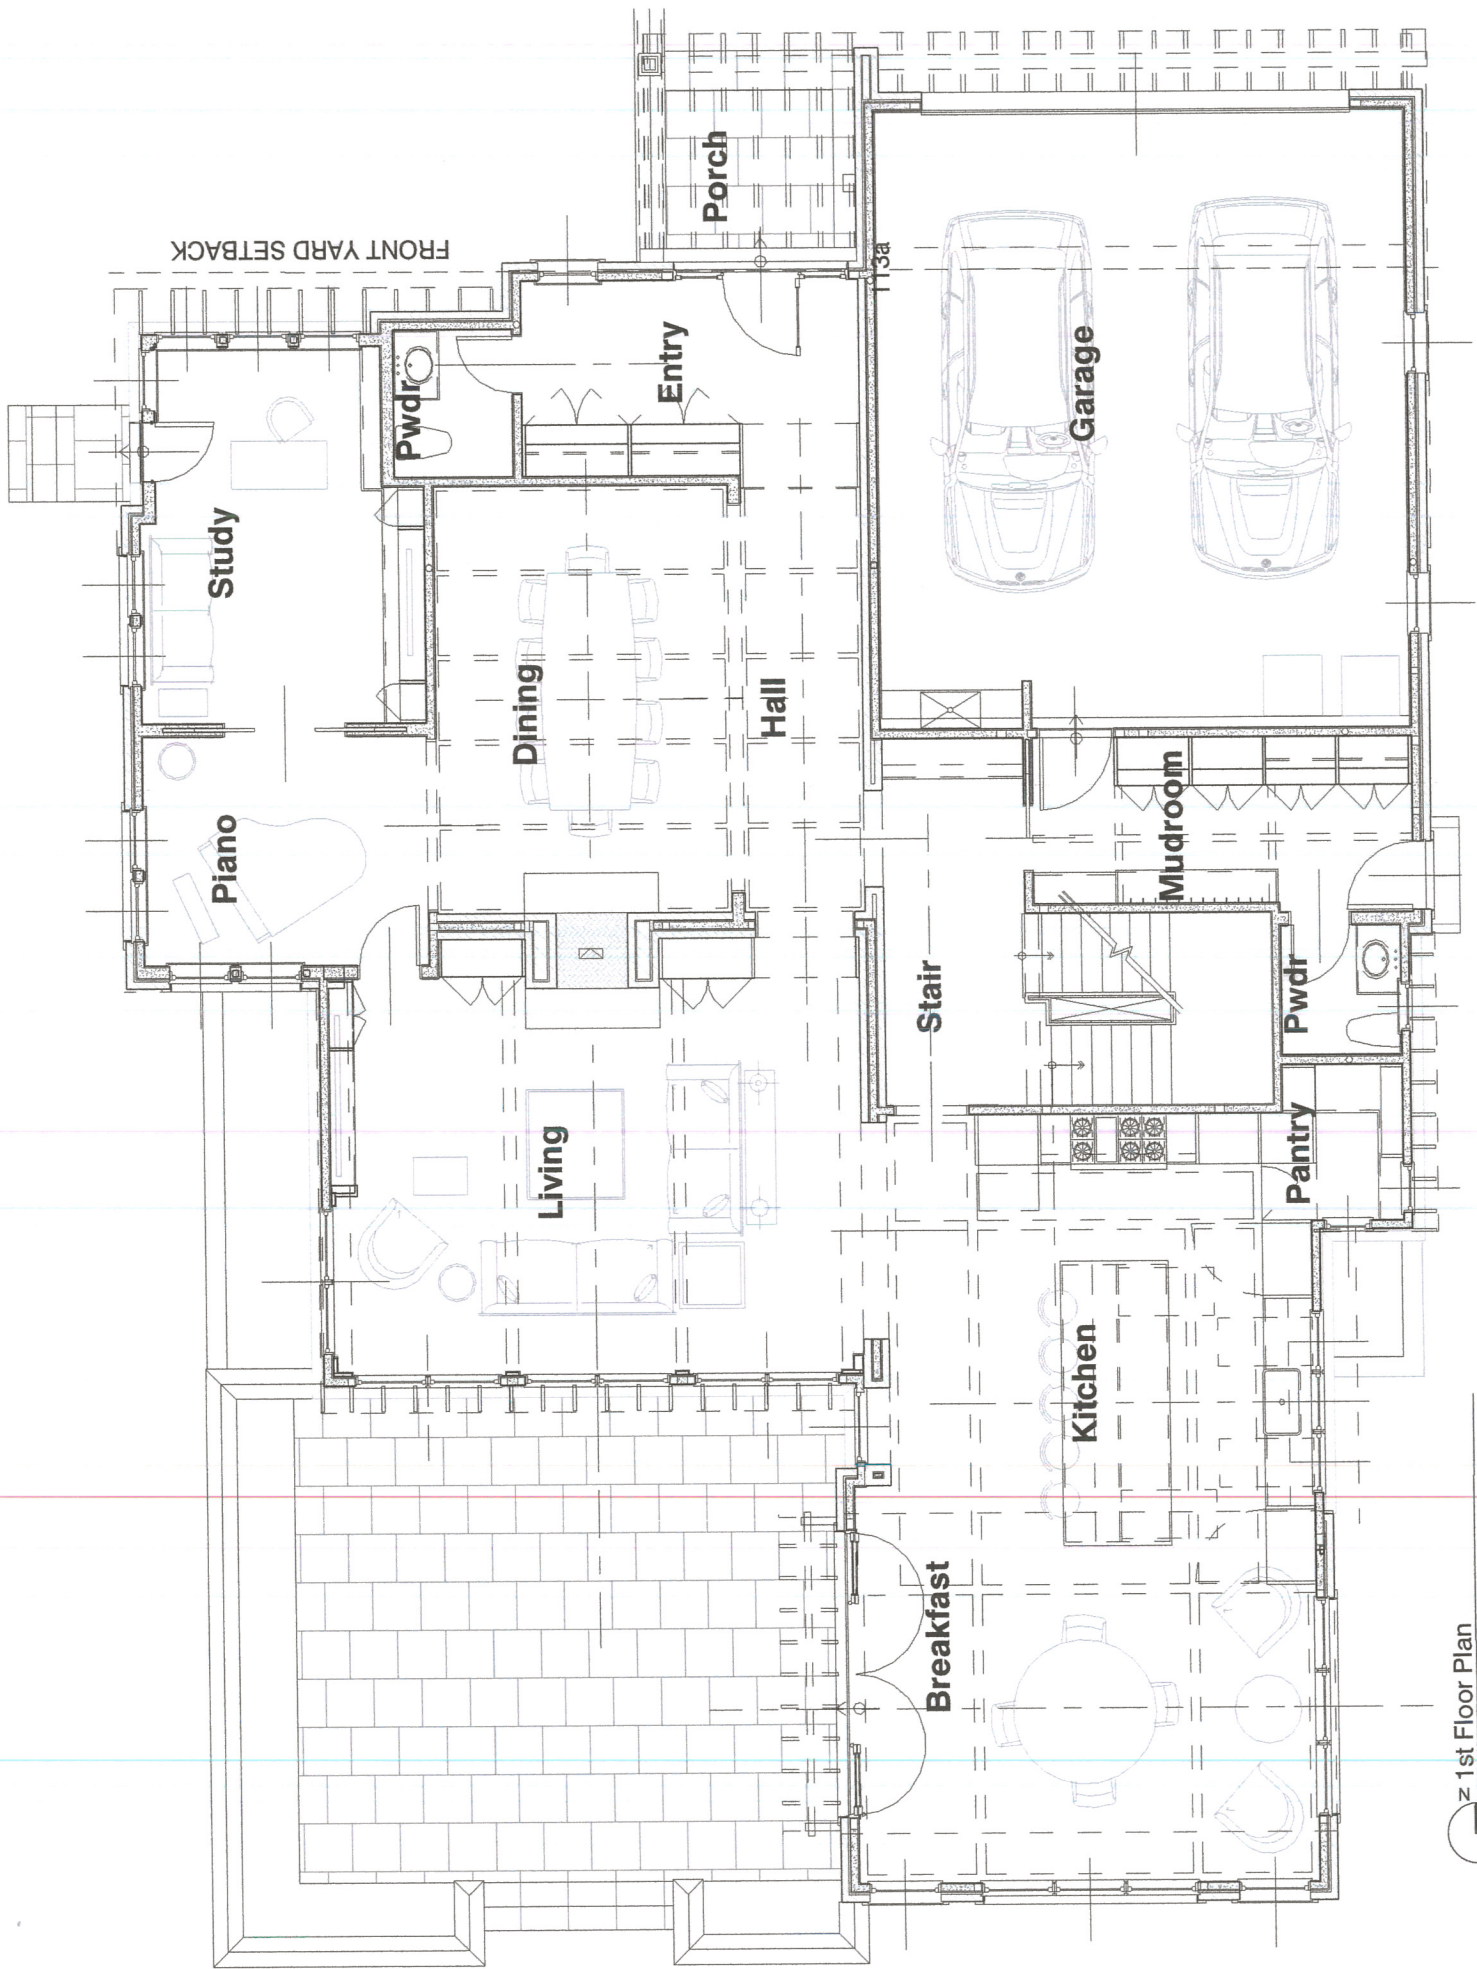 FRONT YARD SETBACK
Porch
113a
Pwdr
Entry
Garage
Study
Dining
Hall
Piano
Mudroom
Stair
Pwdr
Living
Pantry
Kitchen
Breakfast
N
1st Floor Plan